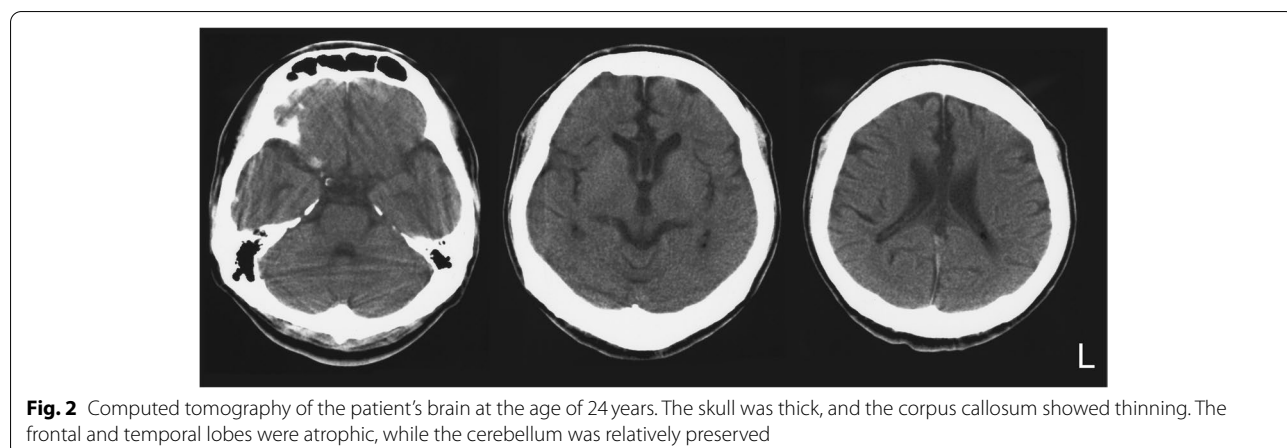 L
Fig. 2 Computed tomography of the patient's brain at the age of 24 years. The skull was thick, and the corpus callosum showed thinning. The
frontal and temporal lobes were atrophic, while the cerebellum was relatively preserved